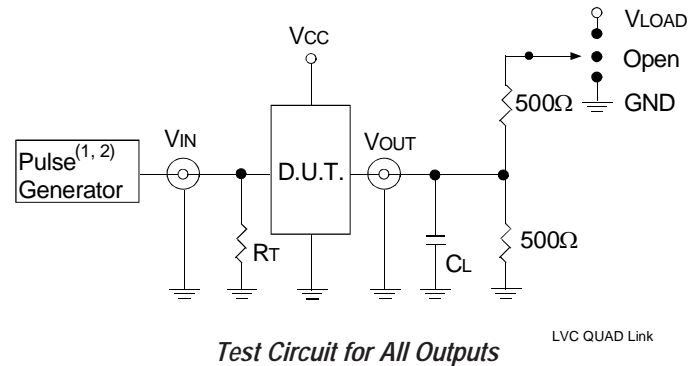 VLOAD
VCC
Open
500Ω
GND
VIN
VOUT
Pulse(1, 2)
Generator
D.U.T.
RT
CL
500Ω
LVC QUAD Link
Test Circuit for All Outputs